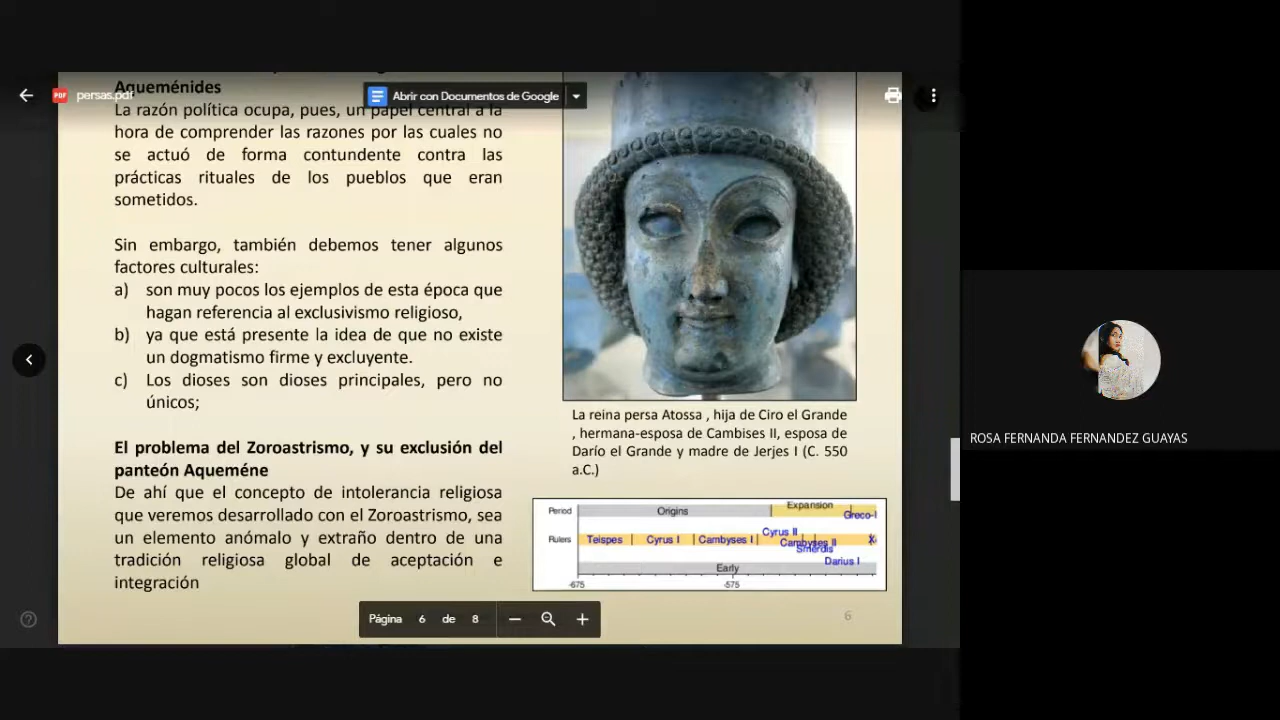 Aqueménides
persas.pdf
Abrir con Documentos de Google
La razón política ocupa, pues, un papel central a la
hora de comprender las razones por las cuales no
se actuó de forma contundente contra las
prácticas rituales de los pueblos que eran
sometidos.
Sin embargo, también debemos tener algunos
factores culturales:
a) son muy pocos los ejemplos de esta época que
hagan referencia al exclusivismo religioso,
b) ya que está presente la idea de que no existe
un dogmatismo firme y excluyente.
c) Los dioses son dioses principales, pero no
únicos;
El problema del Zoroastrismo, y su exclusión del
panteón Aqueméne
De ahí que el concepto de intolerancia religiosa
que veremos desarrollado con el Zoroastrismo, sea
un elemento anómalo y extraño dentro de una
tradición religiosa global de aceptación e
integración
La reina persa Atossa , hija de Ciro el Grande
, hermana-esposa de Cambises II, esposa de
Darío el Grande y madre de Jerjes I (C. 550
a.C.)
Period Origins Expansion
Greco-I
Rulers Teispes Cyrus I Cambyses I Cyrus II
Cambyses II
Smerdis
Darius I
Early
-675 -575
Página 6 de 8
6
PDF
ROSA FERNANDA FERNANDEZ GUAYAS